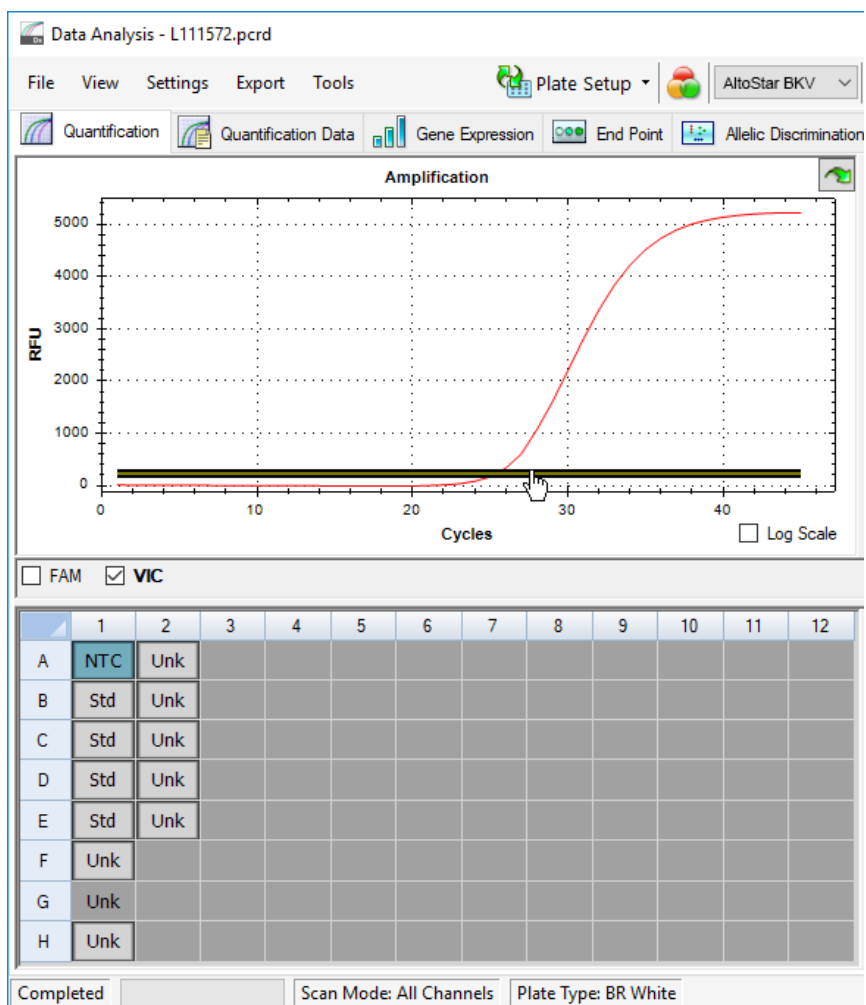 Data Analysis - L111572.pcrd
File View Settings Export Tools Plate Setup AltoStar BKV
Quantification Quantification Data Gene Expression End Point Allelic Discrimination
Amplification
5000
4000
3000
RFU
2000
1000
0
0 10 20 30 40
Cycles Log Scale
FAM VIC
1 2 3 4 5 6 7 8 9 10 11 12
A NTC Unk
B Std Unk
C Std Unk
D Std Unk
E Std Unk
F Unk
G Unk
H Unk
Completed Scan Mode: All Channels Plate Type: BR White